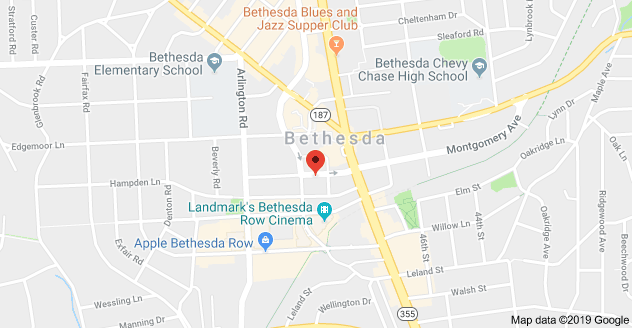 Stratford Rd
Custer Rd
Bethesda Blues and
Jazz Supper Club
Cheltenham Dr
Sleaford Rd
Lynbrook Dr
Bethesda
Elementary School
Bethesda Chevy
Chase High School
Glenbrook Rd
Fairfax Rd
Arlington Rd
Maple Ave
Lynn Dr
187
Bethesda
Montgomery Ave
Edgemoor Ln
Beverly Rd
Oakridge Ln
Hampden Ln
Denton Rd
Elm St
Landmark's Bethesda
Row Cinema
Willow Ln
44th St
Oakridge Ave
Ridgewood Ave
Beechwood Dr
Exfair Rd
Apple Bethesda Row
46th St
Leland St
Wessling Ln
Manning Dr
Leland St
Wellington Dr
Walsh St
355
Map data ©2019 Google